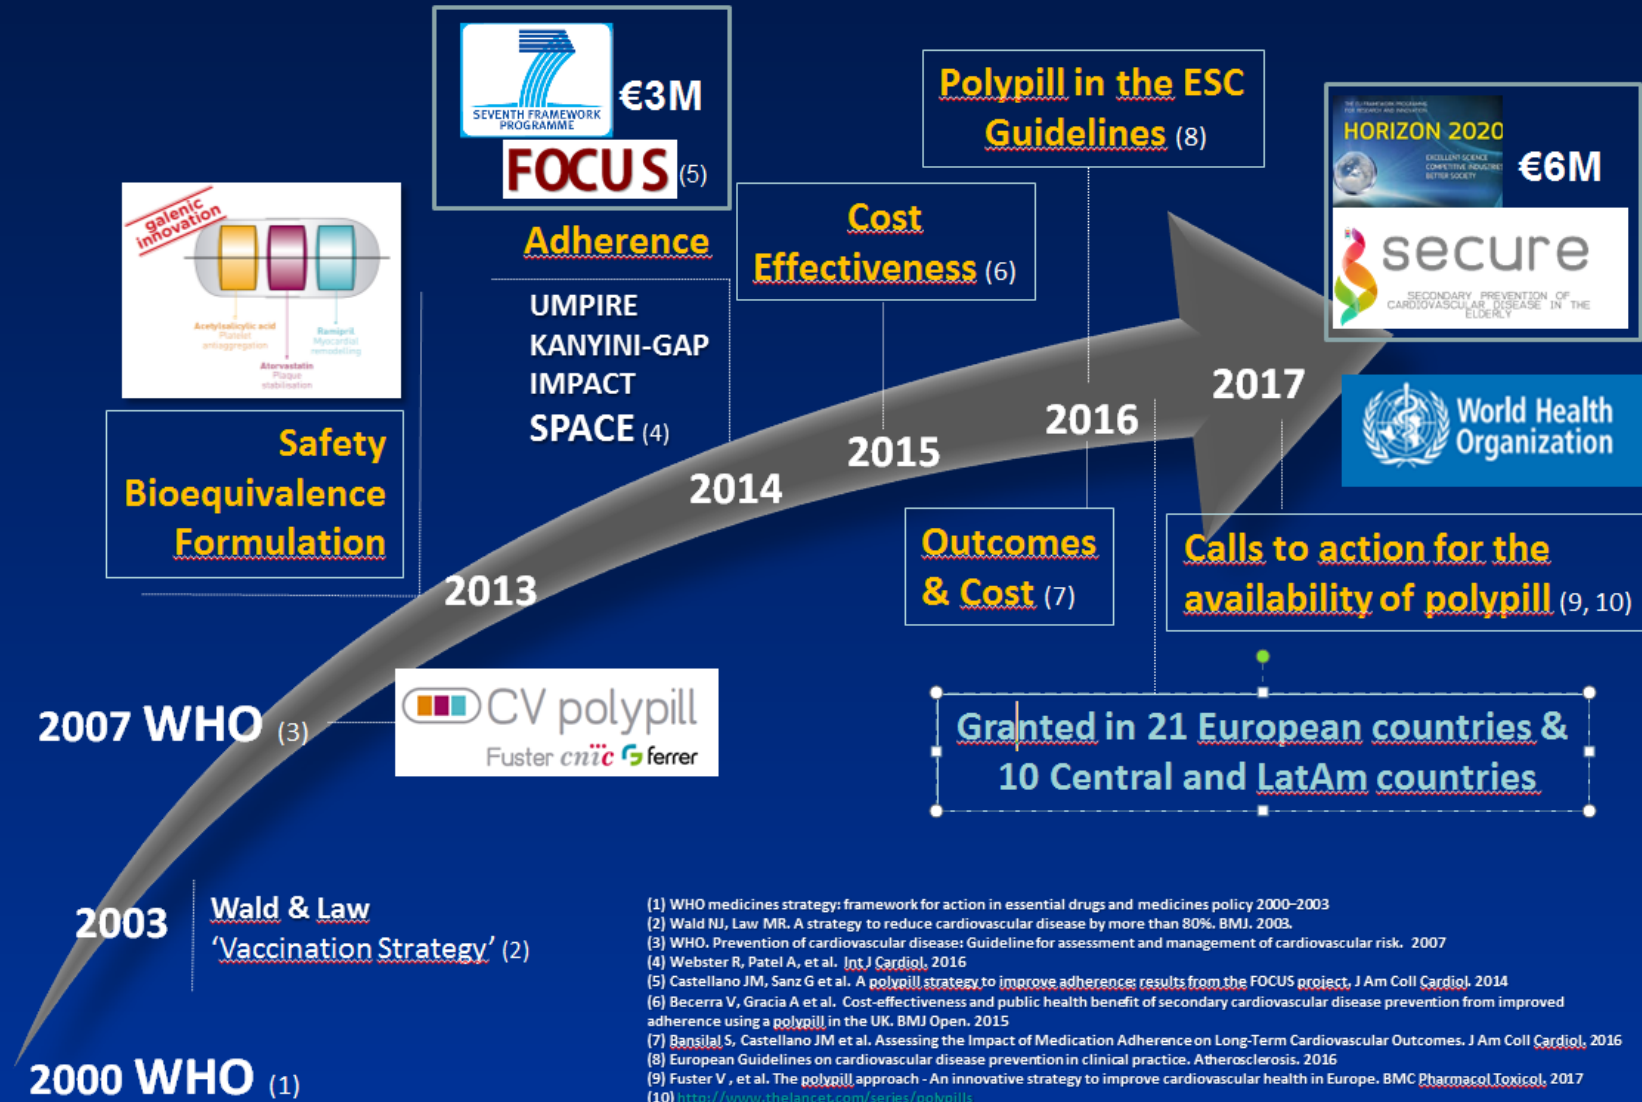 SEVENTH FRAMEWORK
PROGRAMME
€3M
FOCUS (5)
Polypill in the ESC
Guidelines (8)
THE EU FRAMEWORK PROGRAMME
FOR RESEARCH AND INNOVATION
HORIZON 2020
EXCELLENT SCIENCE
COMPETITIVE INDUSTRIES
BETTER SOCIETY
€6M
secure
SECONDARY PREVENTION OF
CARDIOVASCULAR DISEASE IN THE
ELDERLY
galenic
innovation
Acetylsalicylic acid
Platelet
antiaggregation
Atorvastatin
Plaque
stabilisation
Ramipril
Myocardial
remodelling
Adherence
UMPIRE
KANYINI-GAP
IMPACT
SPACE (4)
Cost
Effectiveness (6)
World Health
Organization
Safety
Bioequivalence
Formulation
2017
2016
2015
2014
2013
Outcomes
& Cost (7)
Calls to action for the
availability of polypill (9, 10)
2007 WHO (3)
CV polypill
Fuster cnic ferrer
Granted in 21 European countries &
10 Central and LatAm countries
2003
Wald & Law
‘Vaccination Strategy’ (2)
2000 WHO (1)
(1) WHO medicines strategy: framework for action in essential drugs and medicines policy 2000–2003
(2) Wald NJ, Law MR. A strategy to reduce cardiovascular disease by more than 80%. BMJ. 2003.
(3) WHO. Prevention of cardiovascular disease: Guideline for assessment and management of cardiovascular risk. 2007
(4) Webster R, Patel A, et al. Int J Cardiol. 2016
(5) Castellano JM, Sanz G et al. A polypill strategy to improve adherence: results from the FOCUS project. J Am Coll Cardiol. 2014
(6) Becerra V, Gracia A et al. Cost-effectiveness and public health benefit of secondary cardiovascular disease prevention from improved
adherence using a polypill in the UK. BMJ Open. 2015
(7) Bansilal S, Castellano JM et al. Assessing the Impact of Medication Adherence on Long-Term Cardiovascular Outcomes. J Am Coll Cardiol. 2016
(8) European Guidelines on cardiovascular disease prevention in clinical practice. Atherosclerosis. 2016
(9) Fuster V , et al. The polypill approach - An innovative strategy to improve cardiovascular health in Europe. BMC Pharmacol Toxicol. 2017
(10) http://www.thelancet.com/series/polypills